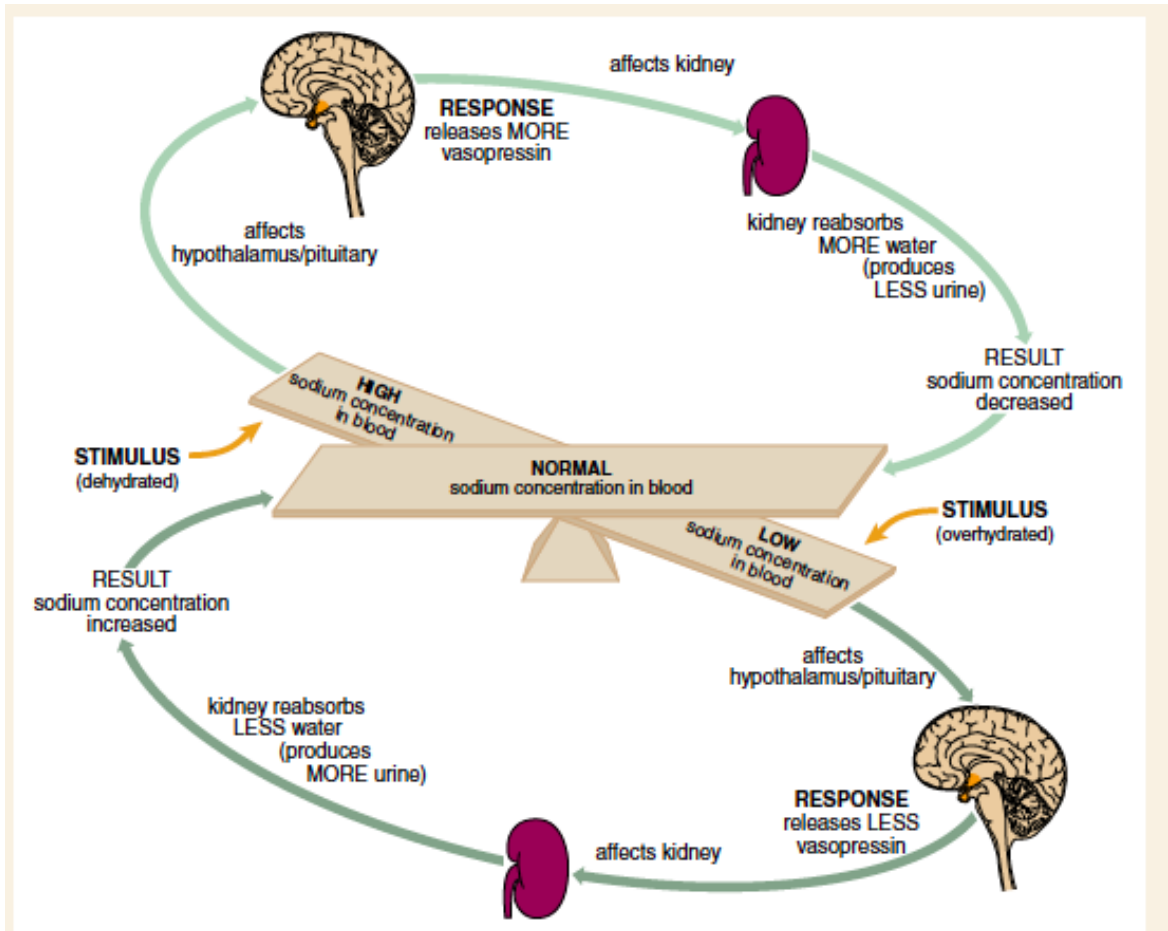 affects kidney
RESPONSE
releases MORE
vasopressin
affects
hypothalamus/pituitary
kidney reabsorbs
MORE water
(produces
LESS urine)
RESULT
sodium concentration
decreased
HIGH
sodium concentration
in blood
STIMULUS
(dehydrated)
NORMAL
sodium concentration in blood
LOW
sodium concentration
in blood
STIMULUS
(overhydrated)
RESULT
sodium concentration
increased
affects
hypothalamus/pituitary
kidney reabsorbs
LESS water
(produces
MORE urine)
RESPONSE
releases LESS
vasopressin
affects kidney